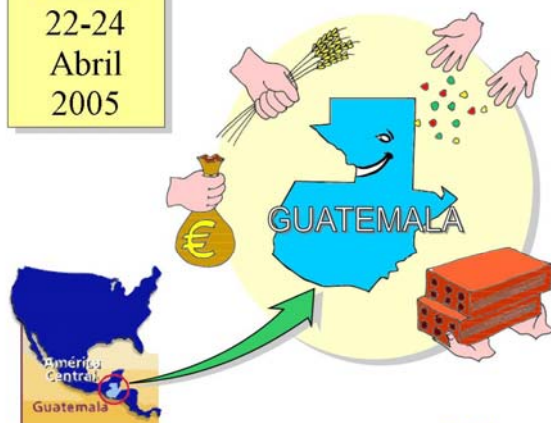 22-24
Abril
2005
GUATEMALA
€
América
Central
Guatemala